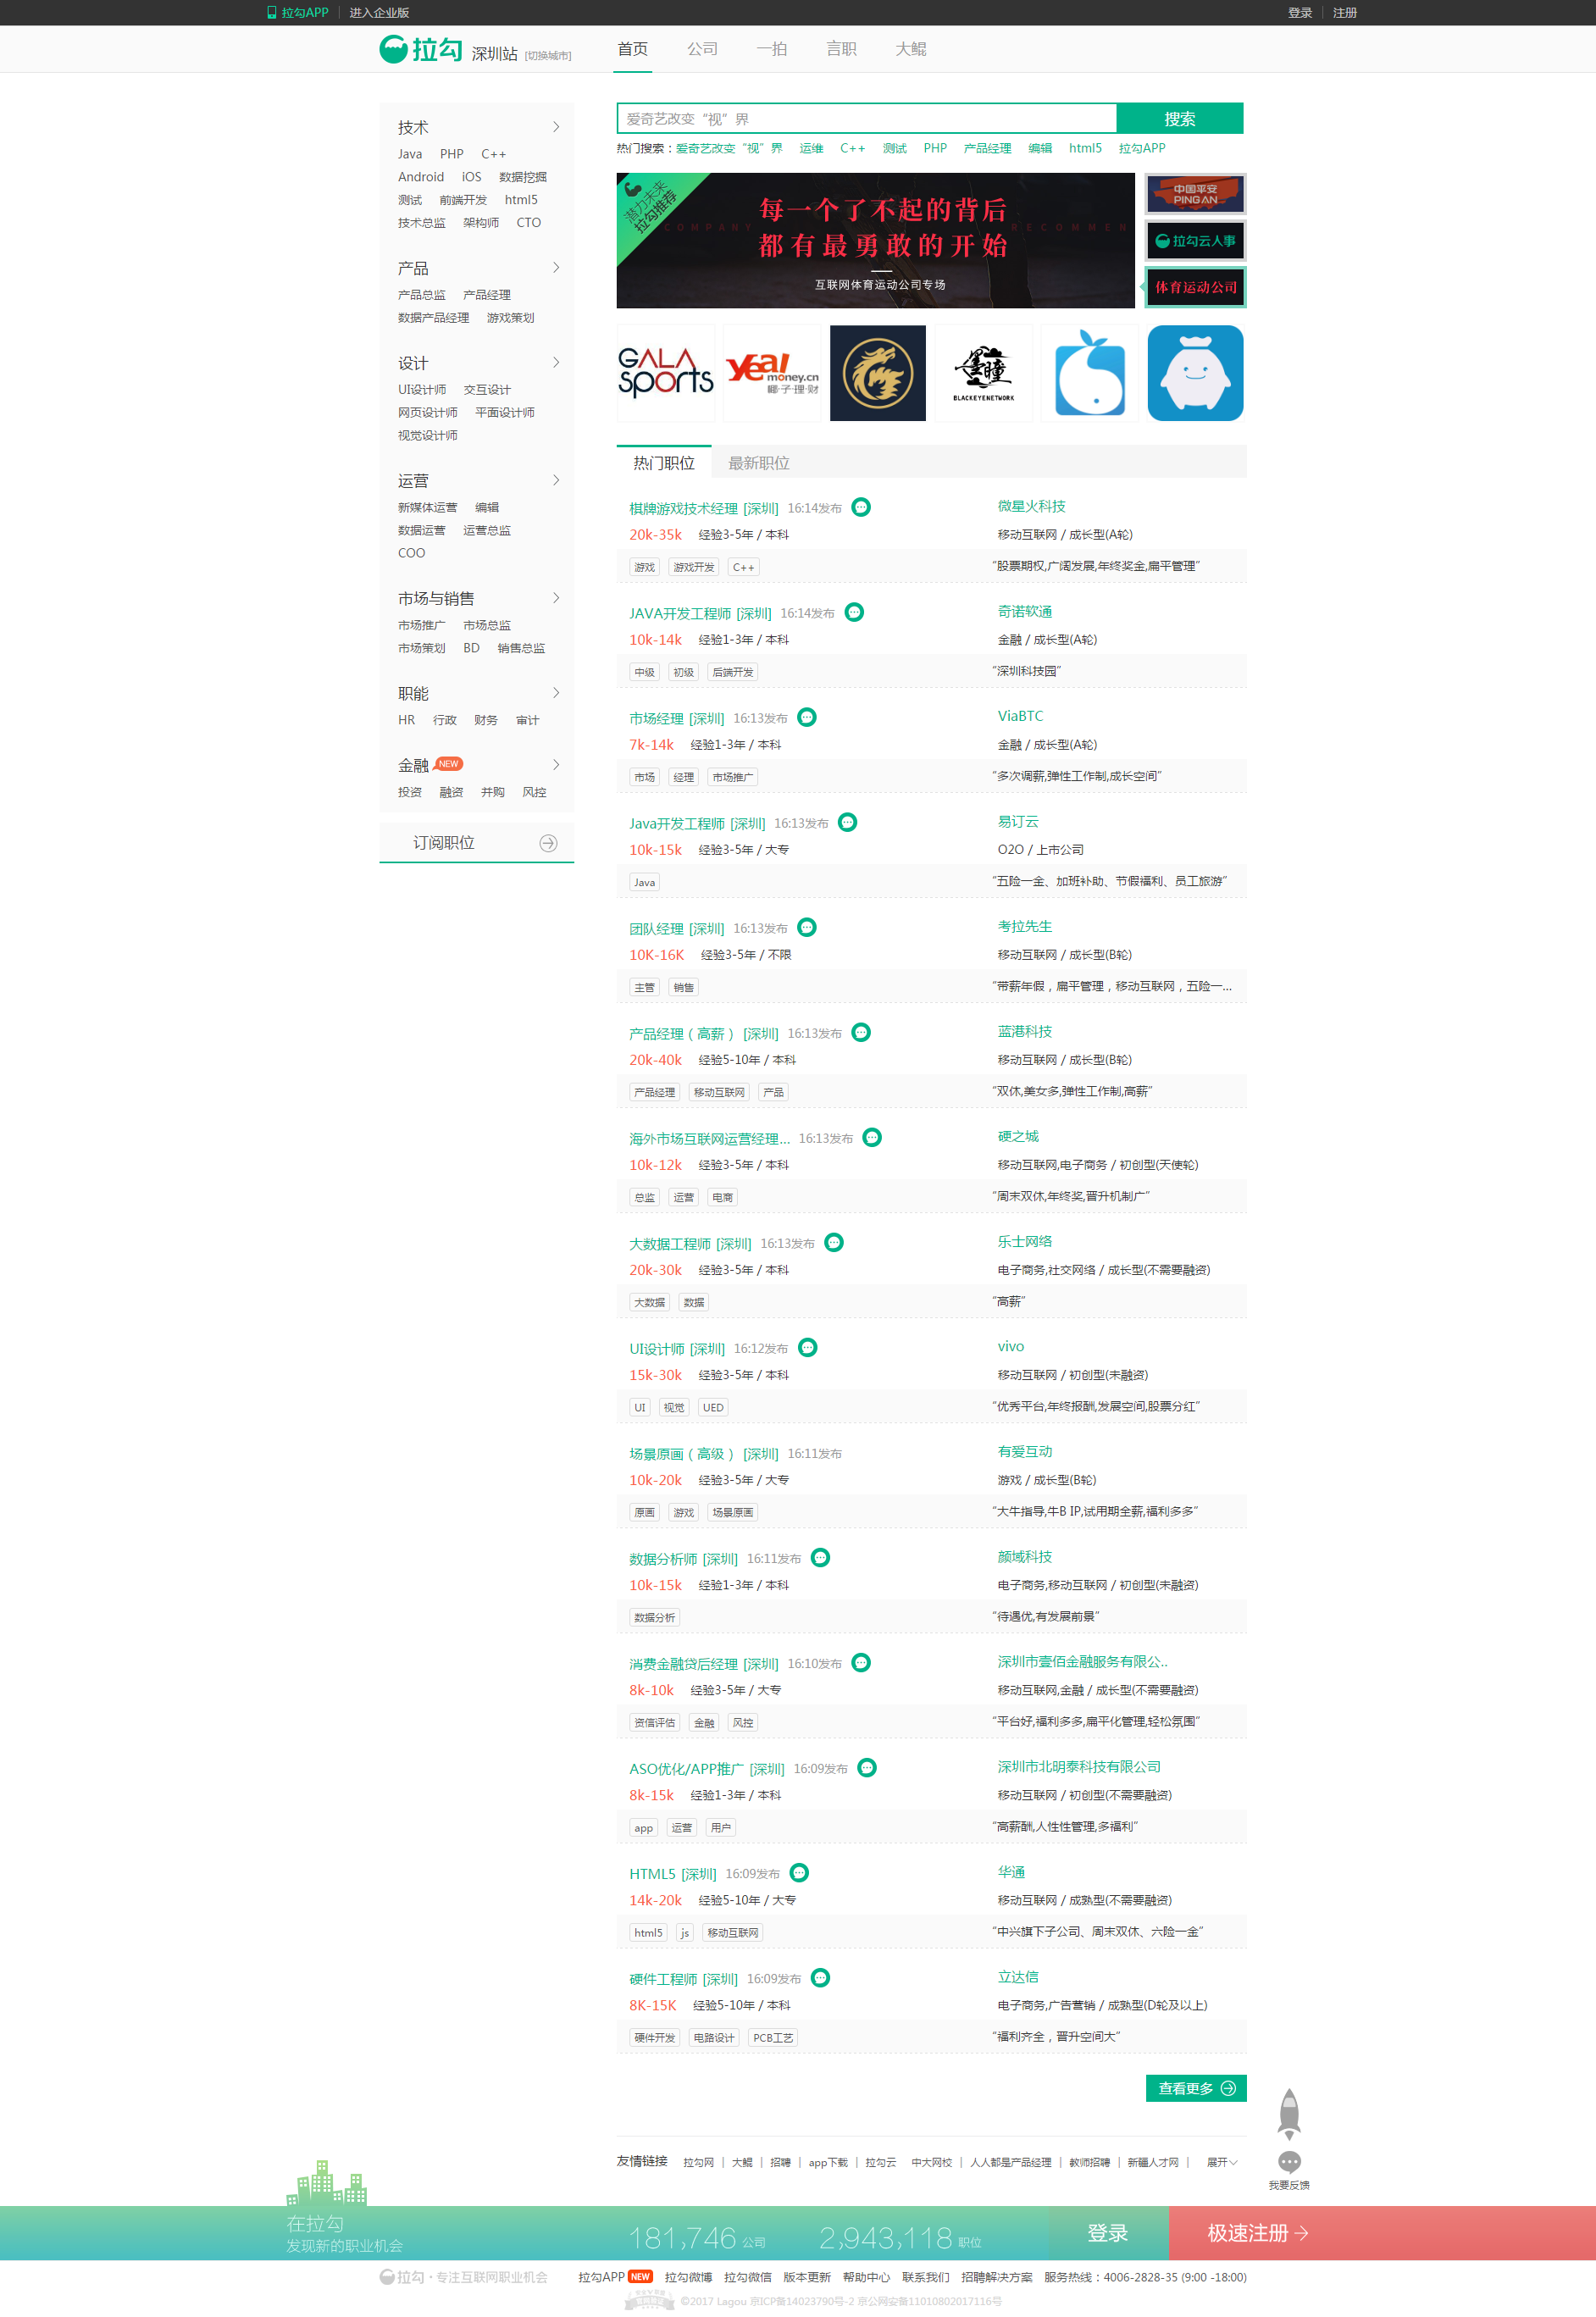 拉勾APP 进入企业版 登录 注册
拉勾 深圳站 [切换城市] 首页 公司 一拍 言职 大鲲
技术
Java PHP C++
Android iOS 数据挖掘
测试 前端开发 html5
技术总监 架构师 CTO
产品
产品总监 产品经理
数据产品经理 游戏策划
设计
UI设计师 交互设计
网页设计师 平面设计师
视觉设计师
运营
新媒体运营 编辑
数据运营 运营总监
COO
市场与销售
市场推广 市场总监
市场策划 BD 销售总监
职能
HR 行政 财务 审计
金融 NEW
投资 融资 并购 风控
订阅职位
爱奇艺改变“视”界 搜索
热门搜索：爱奇艺改变“视”界 运维 C++ 测试 PHP 产品经理 编辑 html5 拉勾APP
潜力未来
拉勾推荐
每一个了不起的背后
COMPANY RECOMMEN
都有最勇敢的开始
互联网体育运动公司专场
中国平安
PING AN
拉勾云人事
体育运动公司
GALA sports
yeal money.cn
椰·子·理·财
墨瞳
BLACKEYENETWORK
热门职位 最新职位
棋牌游戏技术经理 [深圳] 16:14发布 微星火科技
20k-35k 经验3-5年 / 本科 移动互联网 / 成长型(A轮)
游戏 游戏开发 C++ “股票期权,广阔发展,年终奖金,扁平管理”
JAVA开发工程师 [深圳] 16:14发布 奇诺软通
10k-14k 经验1-3年 / 本科 金融 / 成长型(A轮)
中级 初级 后端开发 “深圳科技园”
市场经理 [深圳] 16:13发布 ViaBTC
7k-14k 经验1-3年 / 本科 金融 / 成长型(A轮)
市场 经理 市场推广 “多次调薪,弹性工作制,成长空间”
Java开发工程师 [深圳] 16:13发布 易订云
10k-15k 经验3-5年 / 大专 O2O / 上市公司
Java “五险一金、加班补助、节假福利、员工旅游”
团队经理 [深圳] 16:13发布 考拉先生
10K-16K 经验3-5年 / 不限 移动互联网 / 成长型(B轮)
主管 销售 “带薪年假，扁平管理，移动互联网，五险一...
产品经理（高薪） [深圳] 16:13发布 蓝港科技
20k-40k 经验5-10年 / 本科 移动互联网 / 成长型(B轮)
产品经理 移动互联网 产品 “双休,美女多,弹性工作制,高薪”
海外市场互联网运营经理... 16:13发布 硬之城
10k-12k 经验3-5年 / 本科 移动互联网,电子商务 / 初创型(天使轮)
总监 运营 电商 “周末双休,年终奖,晋升机制广”
大数据工程师 [深圳] 16:13发布 乐士网络
20k-30k 经验3-5年 / 本科 电子商务,社交网络 / 成长型(不需要融资)
大数据 数据 “高薪”
UI设计师 [深圳] 16:12发布 vivo
15k-30k 经验3-5年 / 本科 移动互联网 / 初创型(未融资)
UI 视觉 UED “优秀平台,年终报酬,发展空间,股票分红”
场景原画（高级） [深圳] 16:11发布 有爱互动
10k-20k 经验3-5年 / 大专 游戏 / 成长型(B轮)
原画 游戏 场景原画 “大牛指导,牛B IP,试用期全薪,福利多多”
数据分析师 [深圳] 16:11发布 颜域科技
10k-15k 经验1-3年 / 本科 电子商务,移动互联网 / 初创型(未融资)
数据分析 “待遇优,有发展前景”
消费金融贷后经理 [深圳] 16:10发布 深圳市壹佰金融服务有限公..
8k-10k 经验3-5年 / 大专 移动互联网,金融 / 成长型(不需要融资)
资信评估 金融 风控 “平台好,福利多多,扁平化管理,轻松氛围”
ASO优化/APP推广 [深圳] 16:09发布 深圳市北明泰科技有限公司
8k-15k 经验1-3年 / 本科 移动互联网 / 初创型(不需要融资)
app 运营 用户 “高薪酬,人性性管理,多福利”
HTML5 [深圳] 16:09发布 华通
14k-20k 经验5-10年 / 大专 移动互联网 / 成熟型(不需要融资)
html5 js 移动互联网 “中兴旗下子公司、周末双休、六险一金”
硬件工程师 [深圳] 16:09发布 立达信
8K-15K 经验5-10年 / 本科 电子商务,广告营销 / 成熟型(D轮及以上)
硬件开发 电路设计 PCB工艺 “福利齐全，晋升空间大”
查看更多
友情链接 拉勾网 | 大鲲 | 招聘 | app下载 | 拉勾云 中大网校 | 人人都是产品经理 | 教师招聘 | 新疆人才网 | 展开
我要反馈
在拉勾
发现新的职业机会
181,746 公司 2,943,118 职位 登录 极速注册
拉勾·专注互联网职业机会 拉勾APP NEW 拉勾微博 拉勾微信 版本更新 帮助中心 联系我们 招聘解决方案 服务热线：4006-2828-35 (9:00 -18:00)
©2017 Lagou 京ICP备14023790号-2 京公网安备11010802017116号